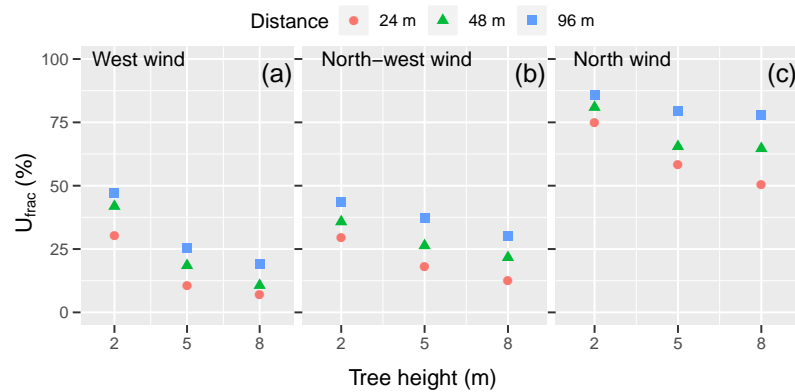 Distance 24 m 48 m 96 m
West wind (a)
North−west wind (b)
North wind (c)
100
75
50
25
0
U_frac (%)
2 5 8
2 5 8
2 5 8
Tree height (m)